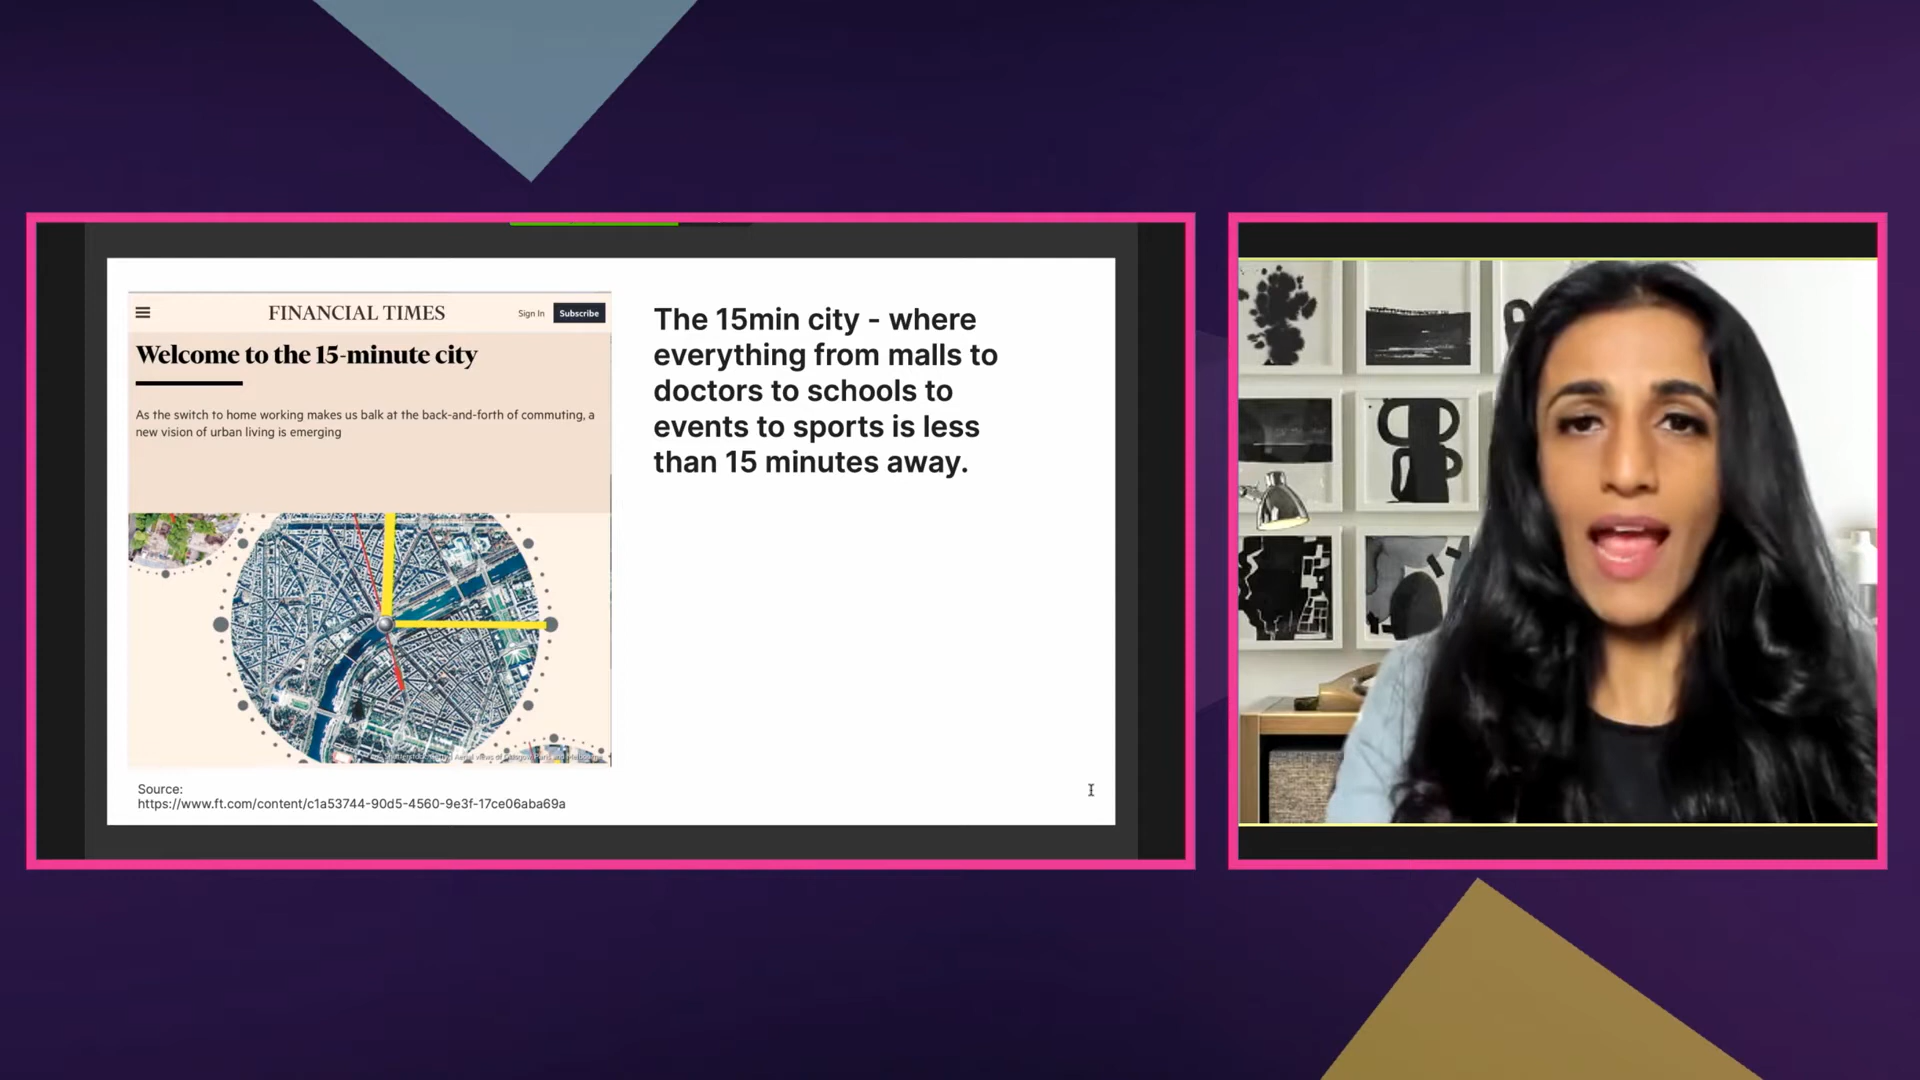 FINANCIAL TIMES
Sign In
Subscribe
Welcome to the 15-minute city
As the switch to home working makes us balk at the back-and-forth of commuting, a
new vision of urban living is emerging
Source:
https://www.ft.com/content/c1a53744-90d5-4560-9e3f-17ce06aba69a
The 15min city - where
everything from malls to
doctors to schools to
events to sports is less
than 15 minutes away.